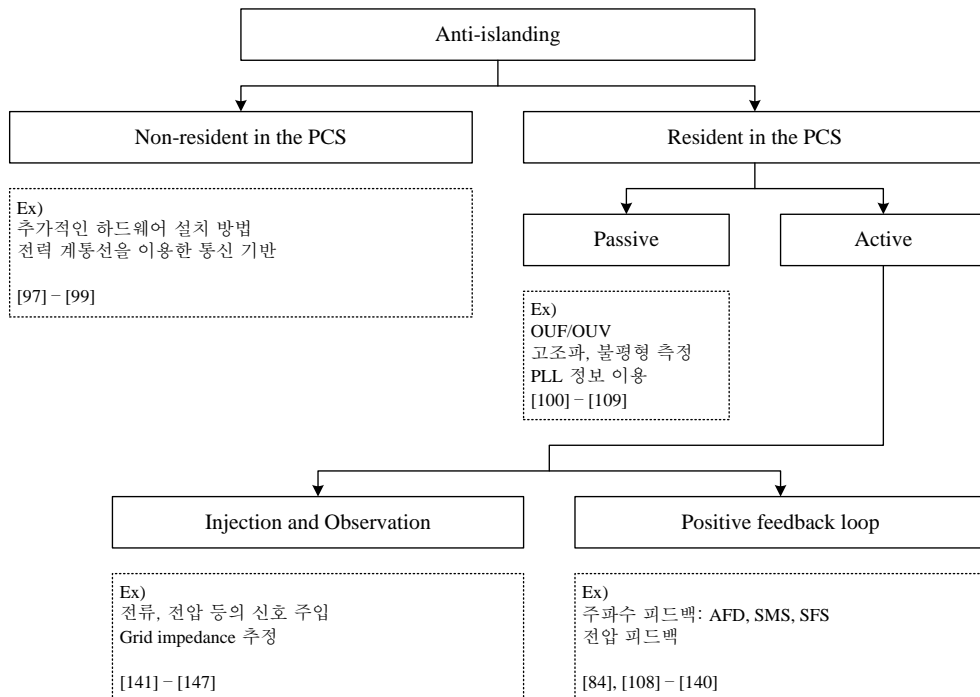 Anti-islanding
Non-resident in the PCS
Resident in the PCS
Ex)
추가적인 하드웨어 설치 방법
전력 계통선을 이용한 통신 기반
[97] – [99]
Passive
Active
Ex)
OUF/OUV
고조파, 불평형 측정
PLL 정보 이용
[100] – [109]
Injection and Observation
Positive feedback loop
Ex)
전류, 전압 등의 신호 주입
Grid impedance 추정
[141] – [147]
Ex)
주파수 피드백: AFD, SMS, SFS
전압 피드백
[84], [108] – [140]